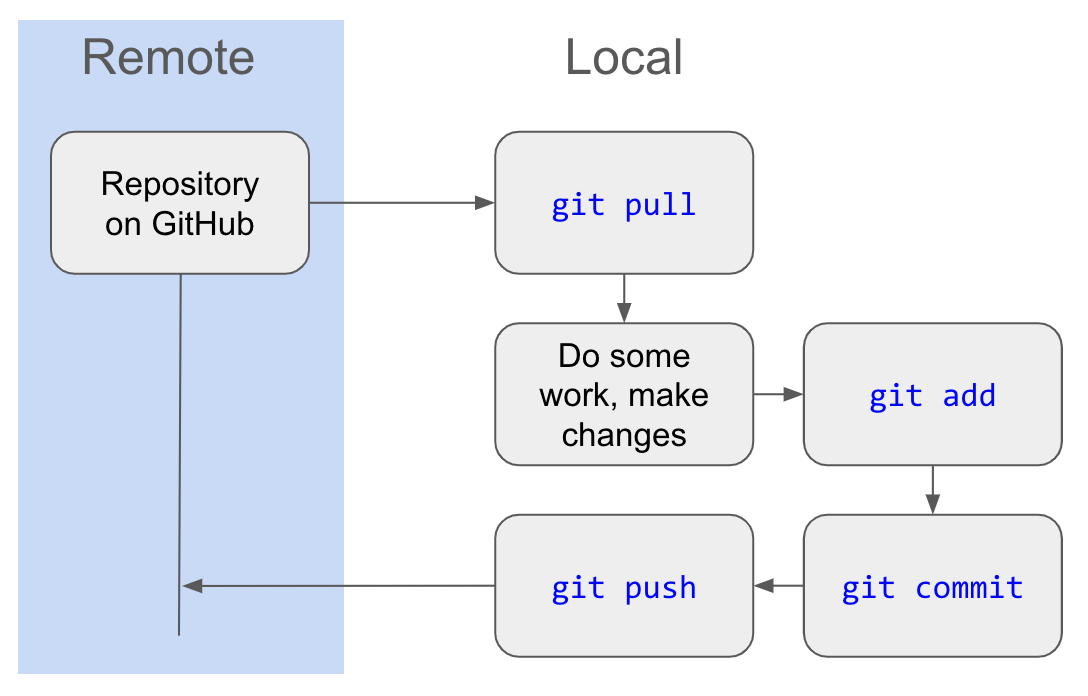 Remote
Local
Repository
on GitHub
git pull
Do some
work, make
changes
git add
git push
git commit